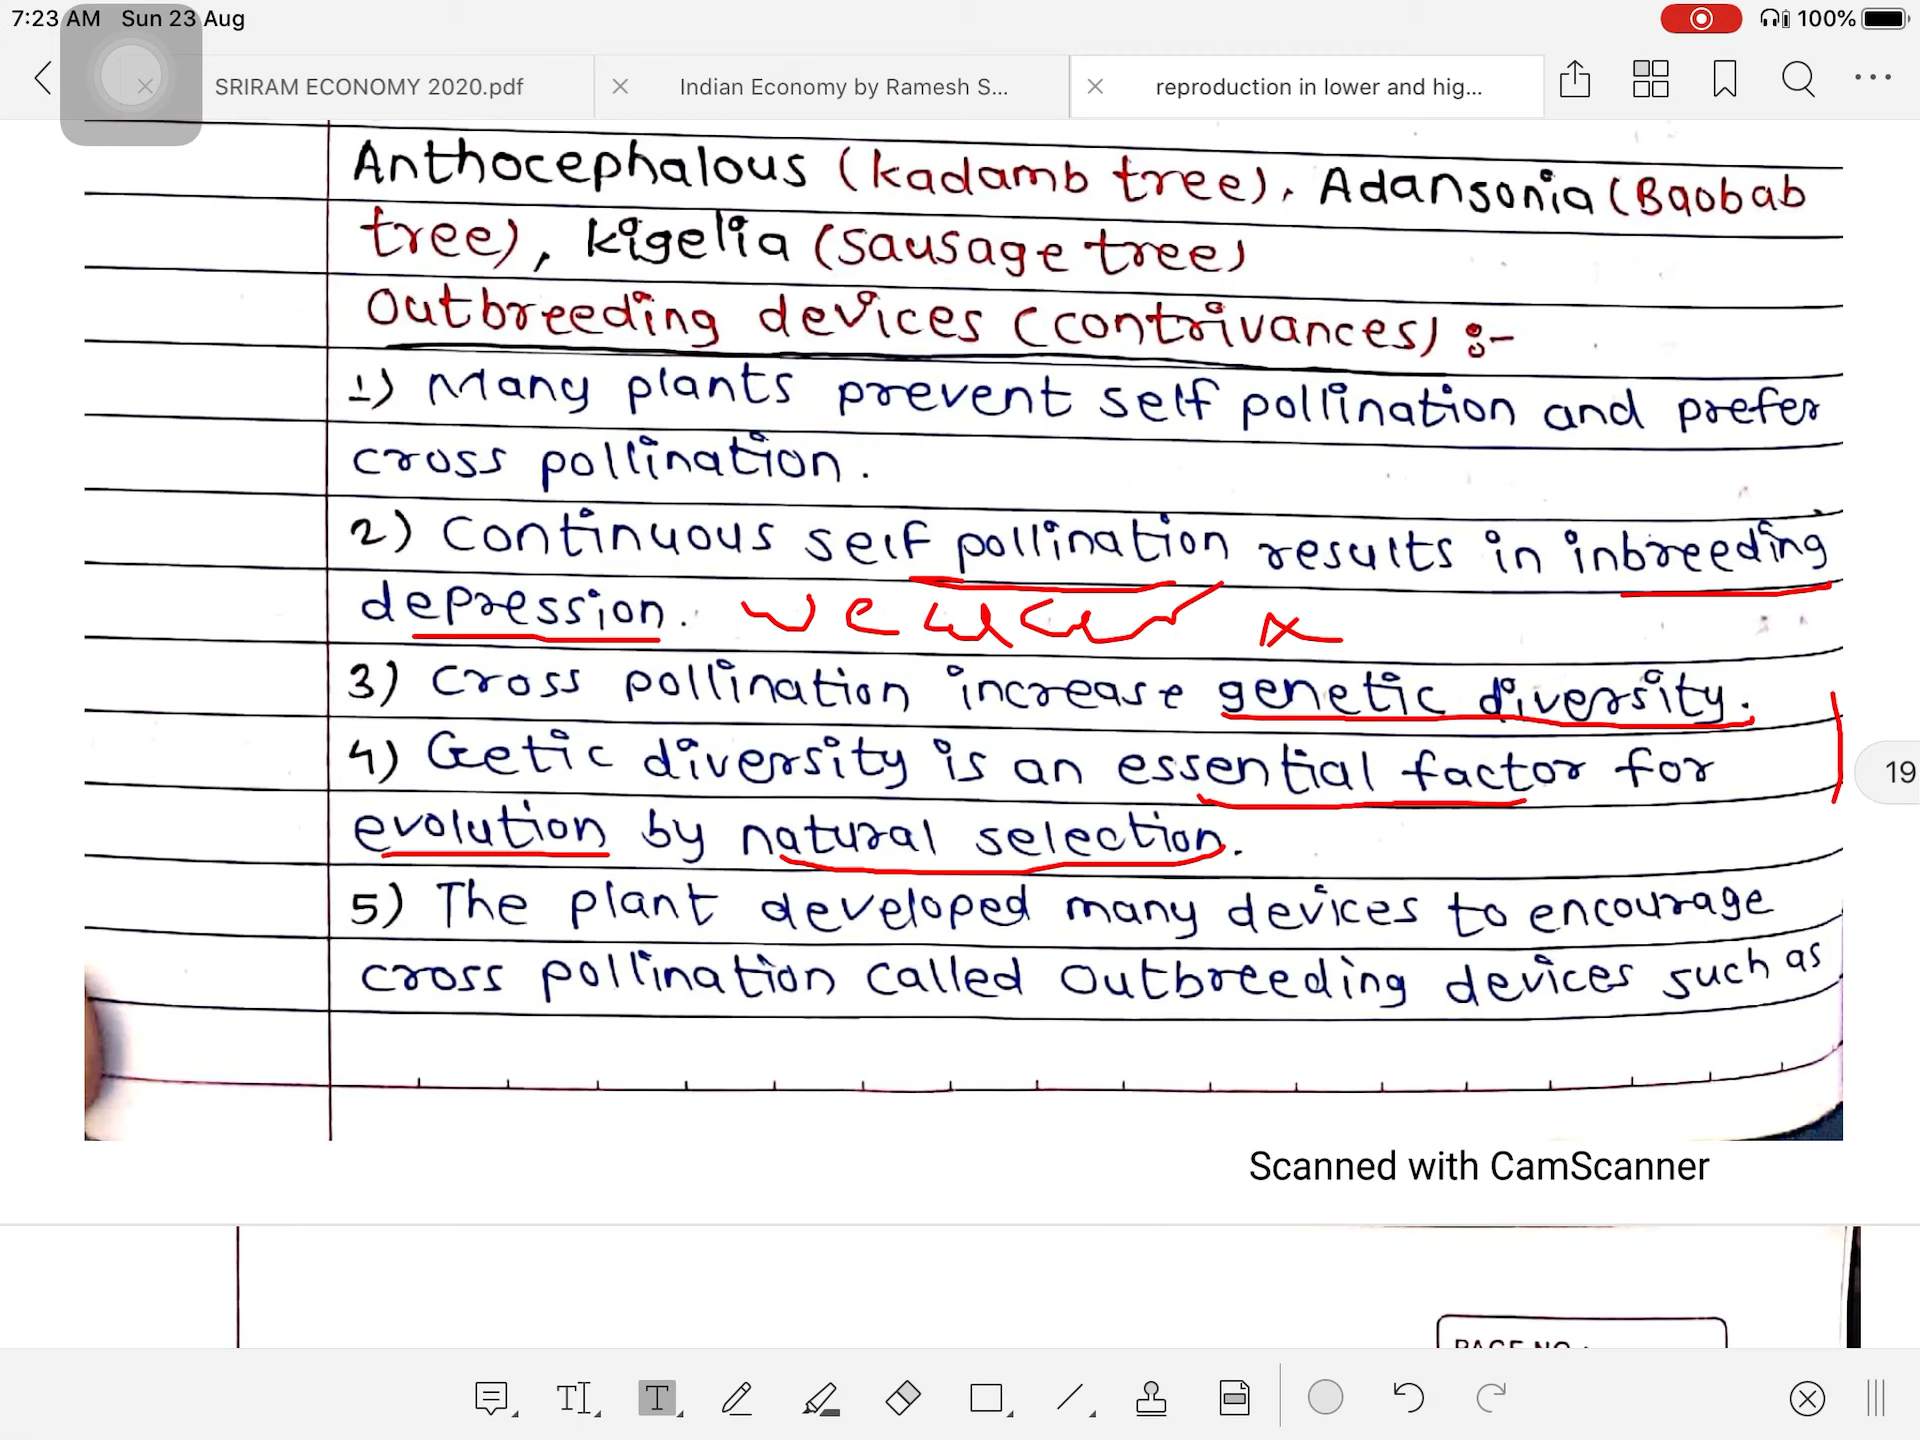 7:23 AM Sun 23 Aug
100%
SRIRAM ECONOMY 2020.pdf
Indian Economy by Ramesh S...
reproduction in lower and hig...
Anthocephalous (kadamb tree), Adansonia (Baobab
tree), Kigelia (sausage tree)
Outbreeding devices (contrivances) :-
1) Many plants prevent self pollination and prefer
cross pollination.
2) Continuous self pollination results in inbreeding
depression.
3) Cross pollination increase genetic diversity.
4) Getic diversity is an essential factor for
evolution by natural selection.
19
5) The plant developed many devices to encourage
cross pollination called outbreeding devices such as
Scanned with CamScanner
PAGE NO.: